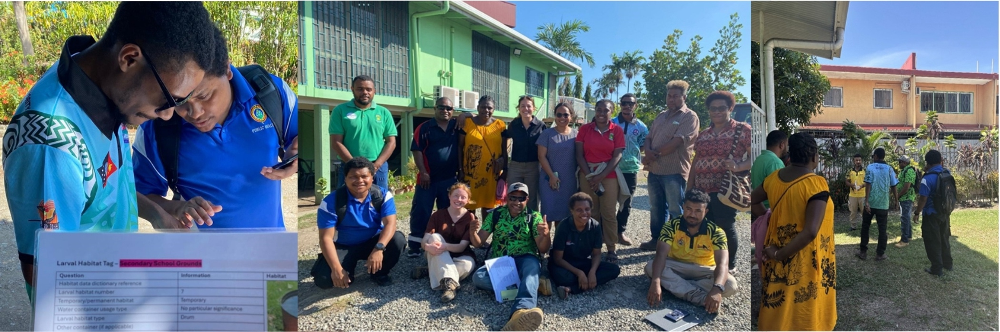 PUBLIC HEAL
Larval Habitat Tag – Secondary School Grounds
Question Information Habitat
Habitat data dictionary reference
Larval habitat number 7
Temporary/permanent habitat Temporary
Water container usage type No particular significance
Larval habitat type Drum
Other container (if applicable)